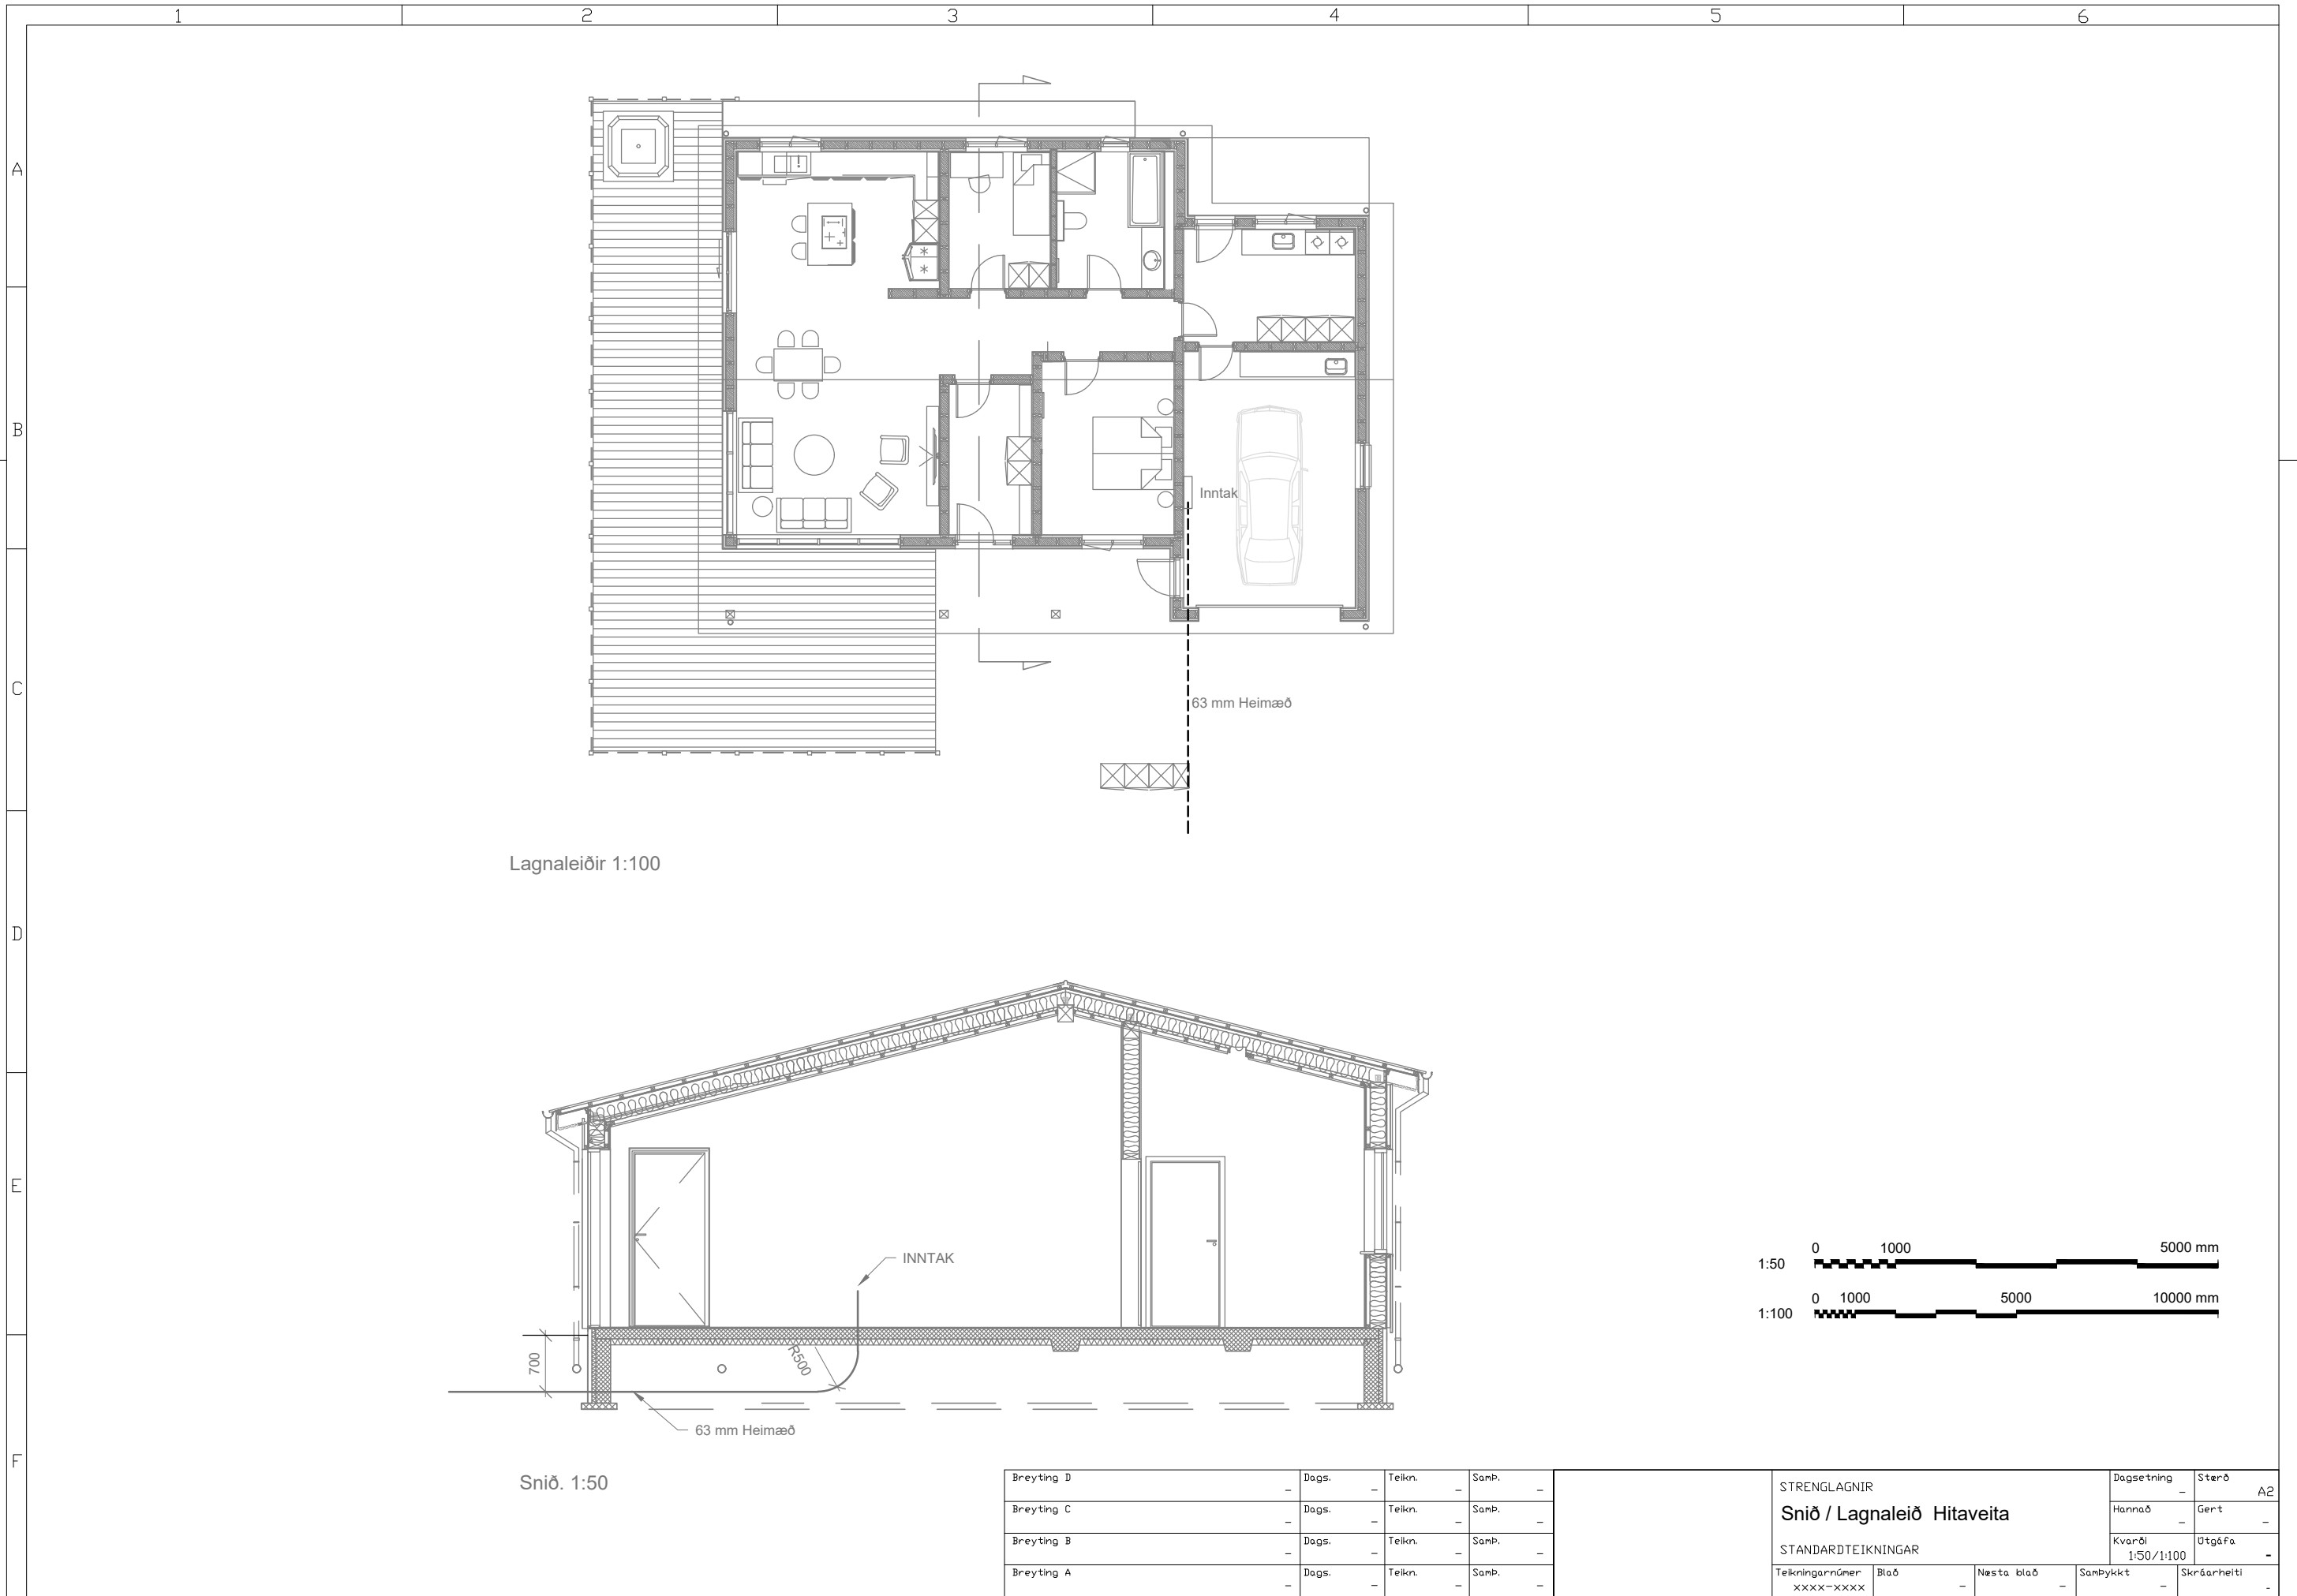 1 2 3 4 5 6
A
B
C
D
E
F
Inntak
63 mm Heimæð
Lagnaleiðir 1:100
INNTAK
R500
700
63 mm Heimæð
Snið. 1:50
1:50 0 1000 5000 mm
1:100 0 1000 5000 10000 mm
Breyting D - Dags. - Teikn. - Samþ. -
Breyting C - Dags. - Teikn. - Samþ. -
Breyting B - Dags. - Teikn. - Samþ. -
Breyting A - Dags. - Teikn. - Samþ. -
STRENGLAGNIR
Snið / Lagnaleið Hitaveita
STANDARDTEIKNINGAR
Dagsetning - Stærð A2
Hannað - Gert -
Kvarði 1:50/1:100 Útgáfa -
Teikningarnúmer Blað Næsta blað Samþykkt Skráarheiti
xxxx-xxxx - - - -